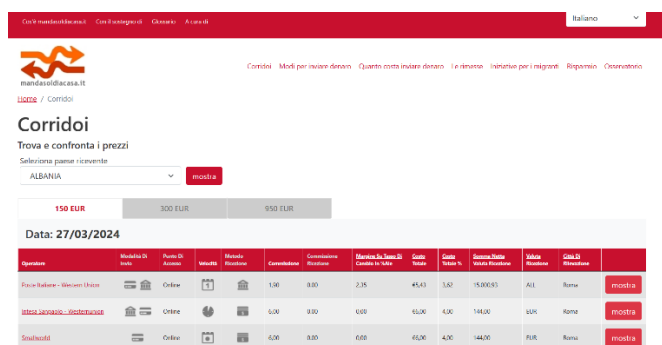 Cos'è mandasoldiacasa.it Con il sostegno di Glossario A cura di
Italiano
mandasoldiacasa.it
Corridoi Modi per inviare denaro Quanto costa inviare denaro Le rimesse Iniziative per i migranti Risparmio Osservatorio
Home / Corridoi
Corridoi
Trova e confronta i prezzi
Seleziona paese ricevente
ALBANIA mostra
150 EUR 300 EUR 950 EUR
Data: 27/03/2024
Operatore Modalità Di Invio Punto Di Accesso Velocità Metodo Ricezione Commissione Commissione Ricezione Margine Su Tasso Di Cambio In %Age Costo Totale Costo Totale % Somma Netta Valuta Ricezione Valuta Ricezione Città Di Rilevazione
Poste Italiane - Western Union Online 1 1,90 0.00 2,35 €5,43 3,62 15.000,93 ALL Roma mostra
Intesa Sanpaolo - Westernunion Online 6,00 0.00 0.00 €6,00 4,00 144,00 EUR Roma mostra
Smallworld Online 6,00 0.00 0.00 €6,00 4,00 144,00 EUR Roma mostra